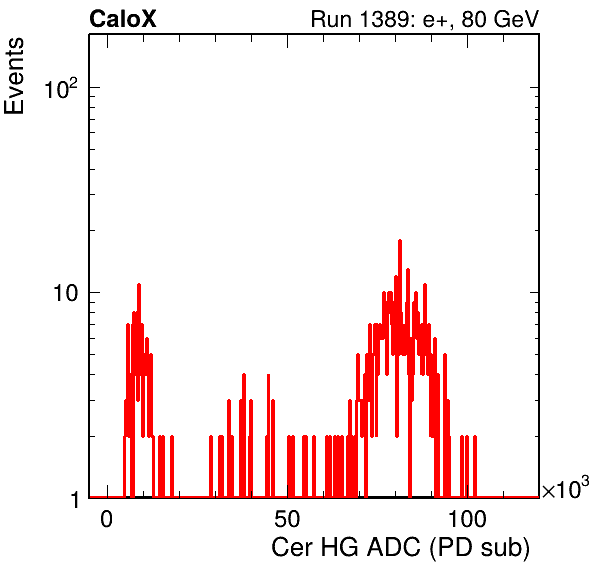 CaloX Run 1389: e+, 80 GeV
Events
10²
10
1
0 50 100 ×10³
Cer HG ADC (PD sub)